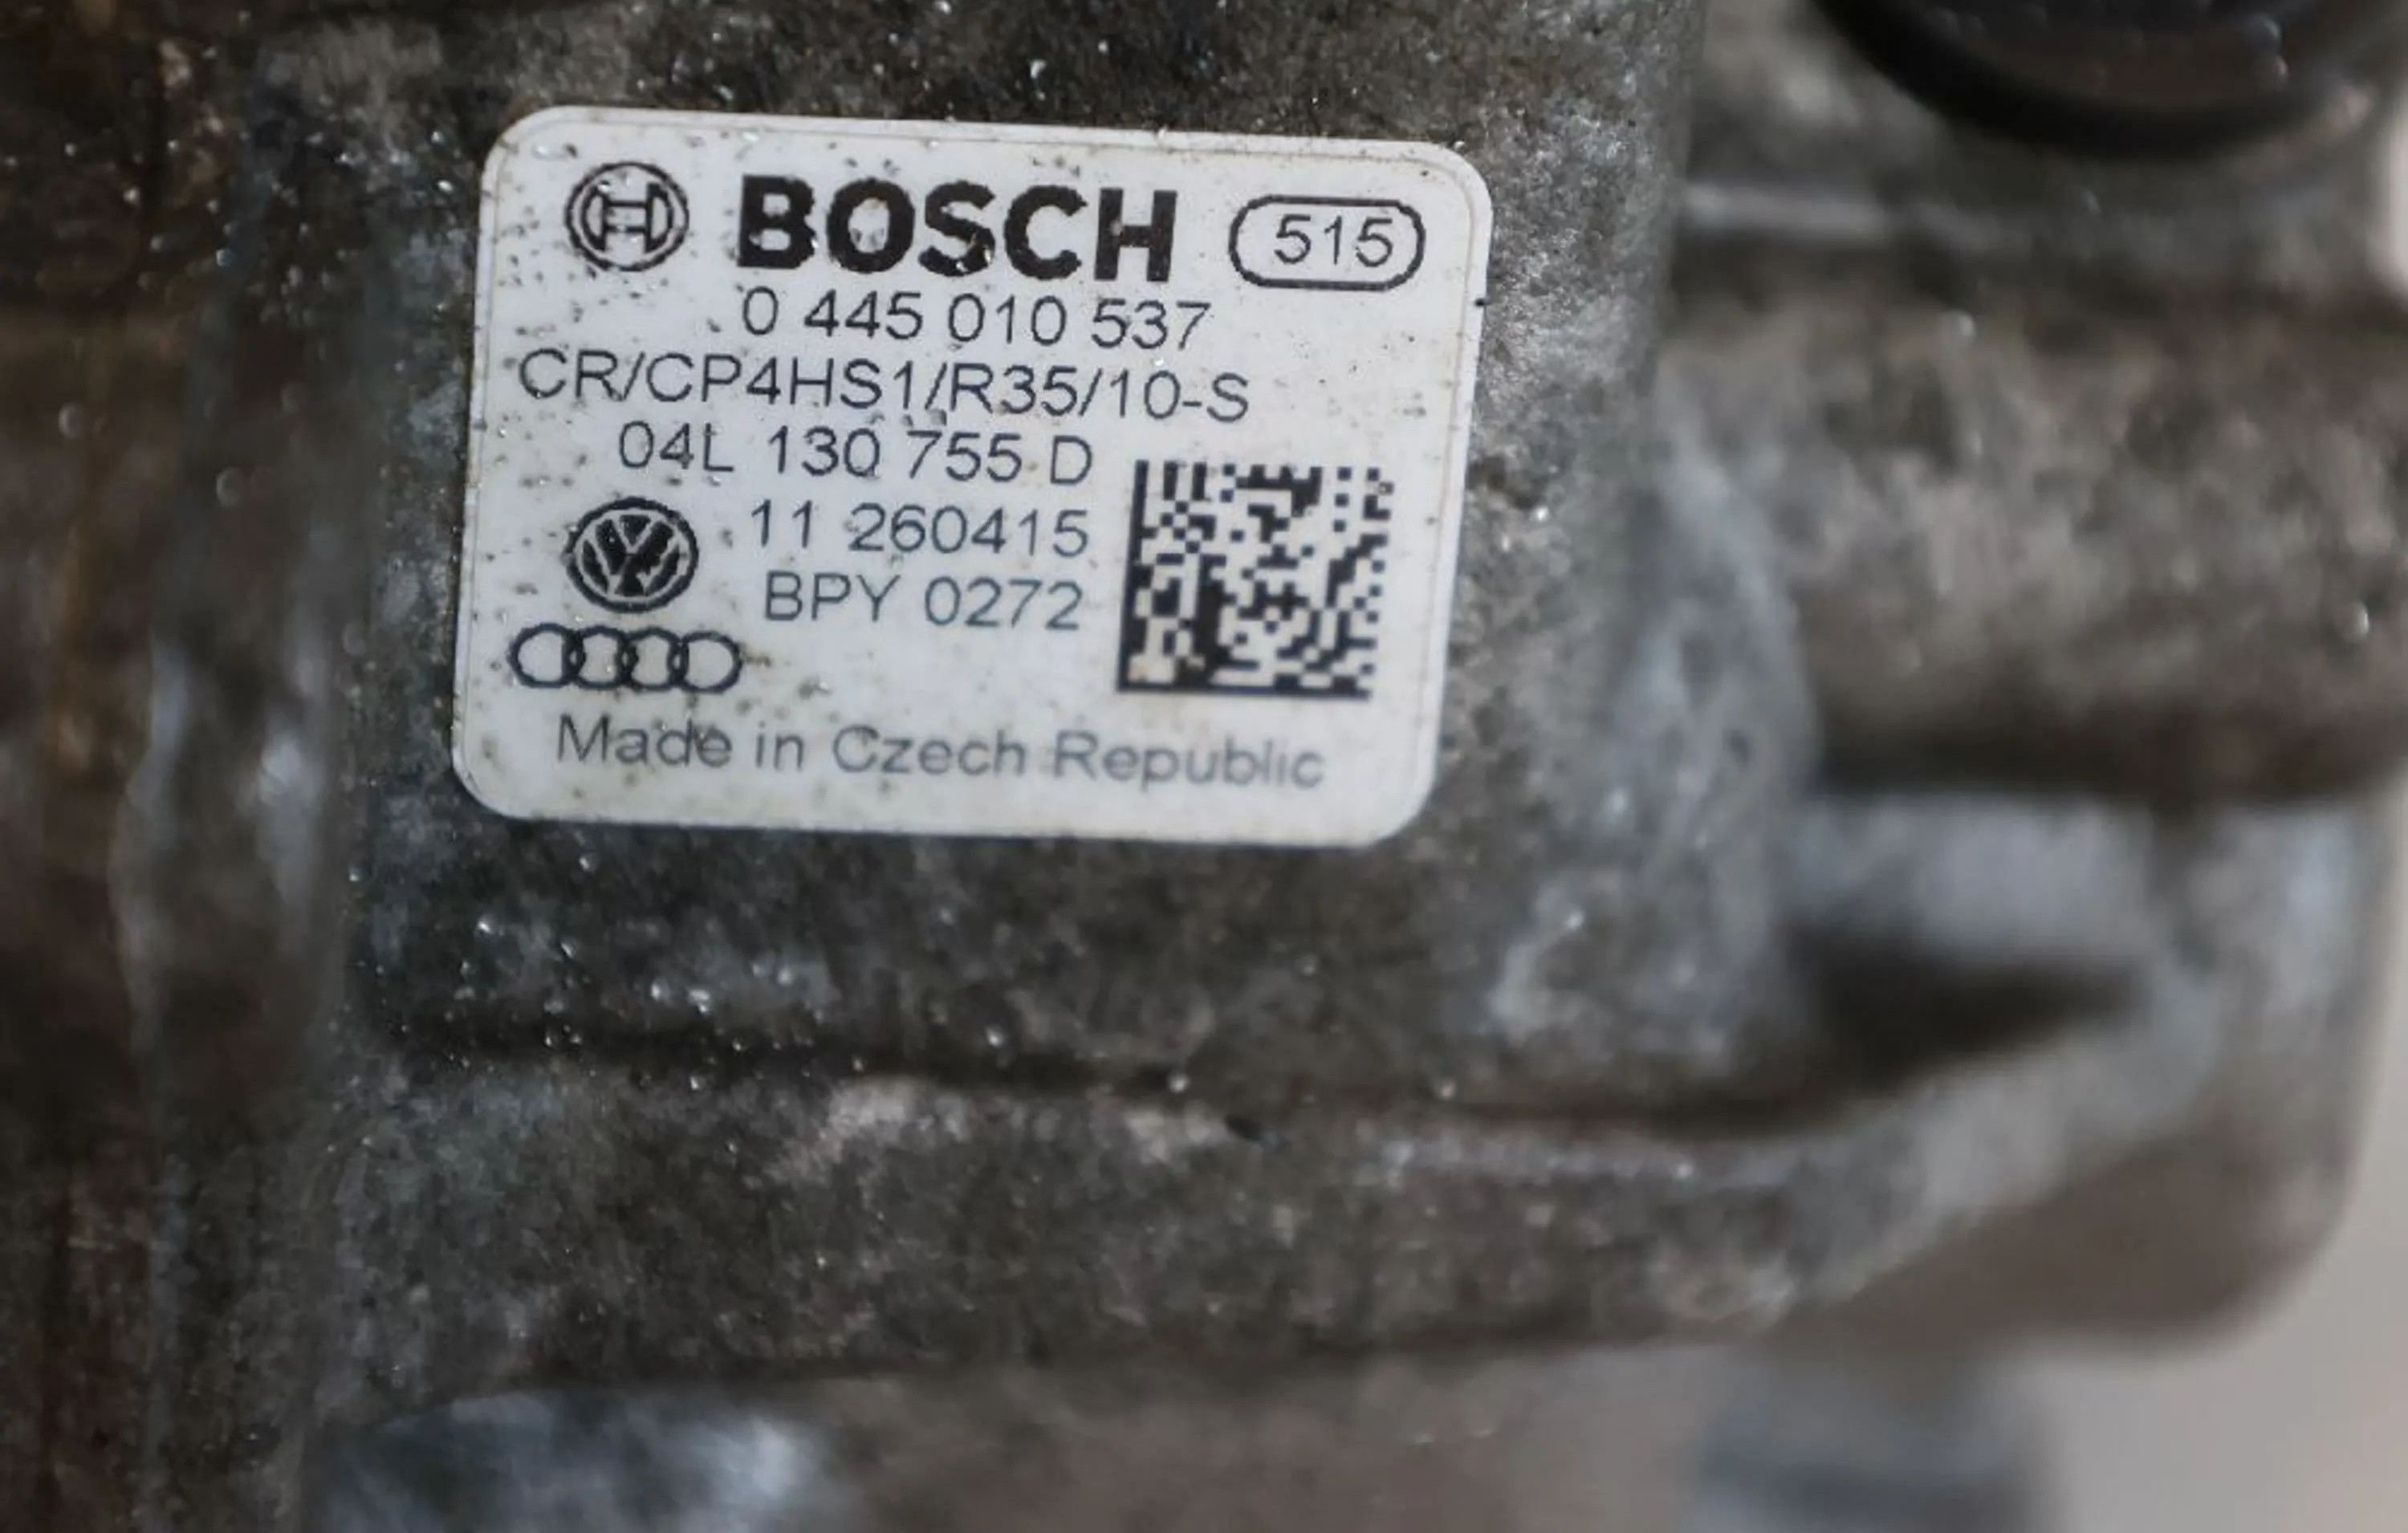 BOSCH 515
0 445 010 537
CR/CP4HS1/R35/10-S
04L 130 755 D
11 260415
BPY 0272
Made in Czech Republic